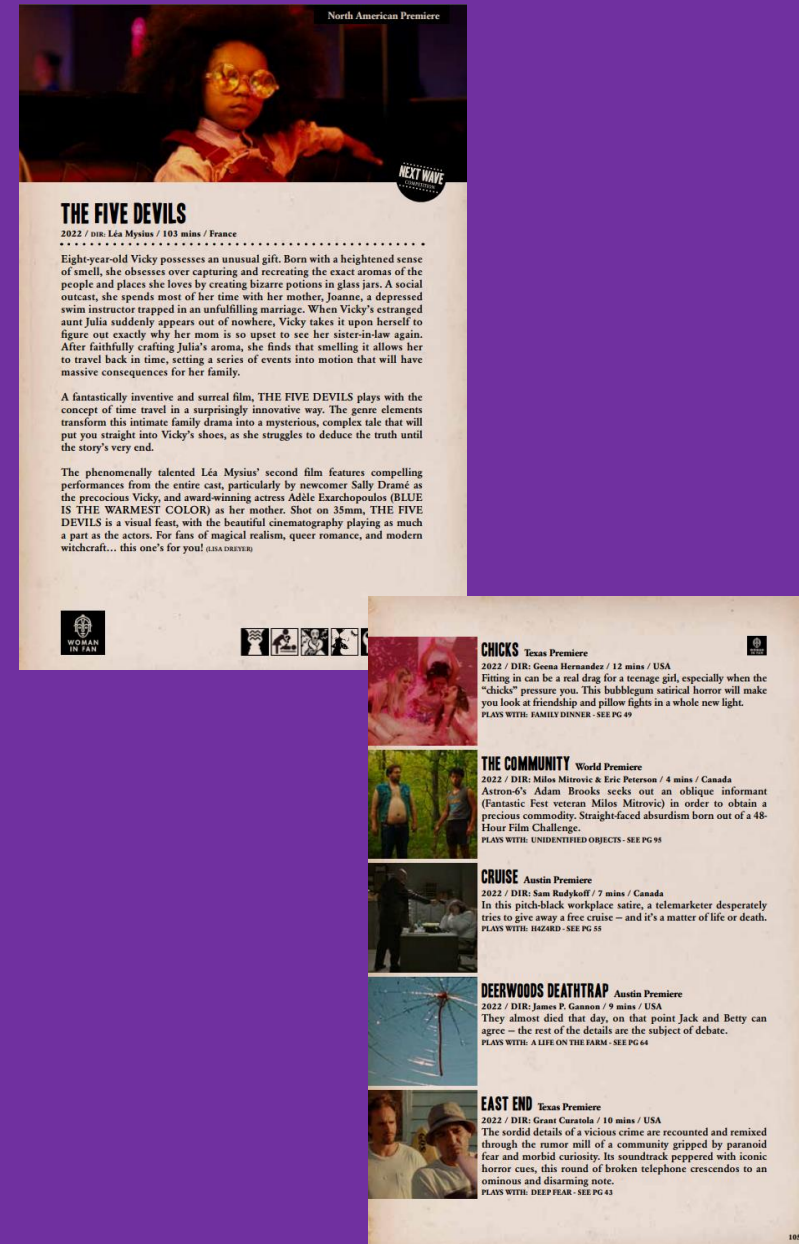 North American Premiere
NEXT WAVE
COMPETITION
THE FIVE DEVILS
2022 / DIR: Léa Mysius / 103 mins / France
Eight-year-old Vicky possesses an unusual gift. Born with a heightened sense
of smell, she obsesses over capturing and recreating the exact aromas of the
people and places she loves by creating bizarre potions in glass jars. A social
outcast, she spends most of her time with her mother, Joanne, a depressed
swim instructor trapped in an unfulfilling marriage. When Vicky's estranged
aunt Julia suddenly appears out of nowhere, Vicky takes it upon herself to
figure out exactly why her mom is so upset to see her sister-in-law again.
After faithfully crafting Julia's aroma, she finds that smelling it allows her
to travel back in time, setting a series of events into motion that will have
massive consequences for her family.
A fantastically inventive and surreal film, THE FIVE DEVILS plays with the
concept of time travel in a surprisingly innovative way. The genre elements
transform this intimate family drama into a mysterious, complex tale that will
put you straight into Vicky's shoes, as she struggles to deduce the truth until
the story's very end.
The phenomenally talented Léa Mysius' second film features compelling
performances from the entire cast, particularly by newcomer Sally Dramé as
the precocious Vicky, and award-winning actress Adèle Exarchopoulos (BLUE
IS THE WARMEST COLOR) as her mother. Shot on 35mm, THE FIVE
DEVILS is a visual feast, with the beautiful cinematography playing as much
a part as the actors. For fans of magical realism, queer romance, and modern
witchcraft... this one's for you! (LISA DREYER)
WOMAN
IN FAN
CHICKS Texas Premiere
2022 / DIR: Geena Hernandez / 12 mins / USA
Fitting in can be a real drag for a teenage girl, especially when the
"chicks" pressure you. This bubblegum satirical horror will make
you look at friendship and pillow fights in a whole new light.
PLAYS WITH: FAMILY DINNER - SEE PG 49
THE COMMUNITY World Premiere
2022 / DIR: Milos Mitrovic & Eric Peterson / 4 mins / Canada
Astron-6's Adam Brooks seeks out an oblique informant
(Fantastic Fest veteran Milos Mitrovic) in order to obtain a
precious commodity. Straight-faced absurdism born out of a 48-
Hour Film Challenge.
PLAYS WITH: UNIDENTIFIED OBJECTS - SEE PG 95
CRUISE Austin Premiere
2022 / DIR: Sam Rudykoff / 7 mins / Canada
In this pitch-black workplace satire, a telemarketer desperately
tries to give away a free cruise – and it's a matter of life or death.
PLAYS WITH: H4Z4RD - SEE PG 55
DEERWOODS DEATHTRAP Austin Premiere
2022 / DIR: James P. Gannon / 9 mins / USA
They almost died that day, on that point Jack and Betty can
agree – the rest of the details are the subject of debate.
PLAYS WITH: A LIFE ON THE FARM - SEE PG 64
EAST END Texas Premiere
2022 / DIR: Grant Curatola / 10 mins / USA
The sordid details of a vicious crime are recounted and remixed
through the rumor mill of a community gripped by paranoid
fear and morbid curiosity. Its soundtrack peppered with iconic
horror cues, this round of broken telephone crescendos to an
ominous and disarming note.
PLAYS WITH: DEEP FEAR - SEE PG 43